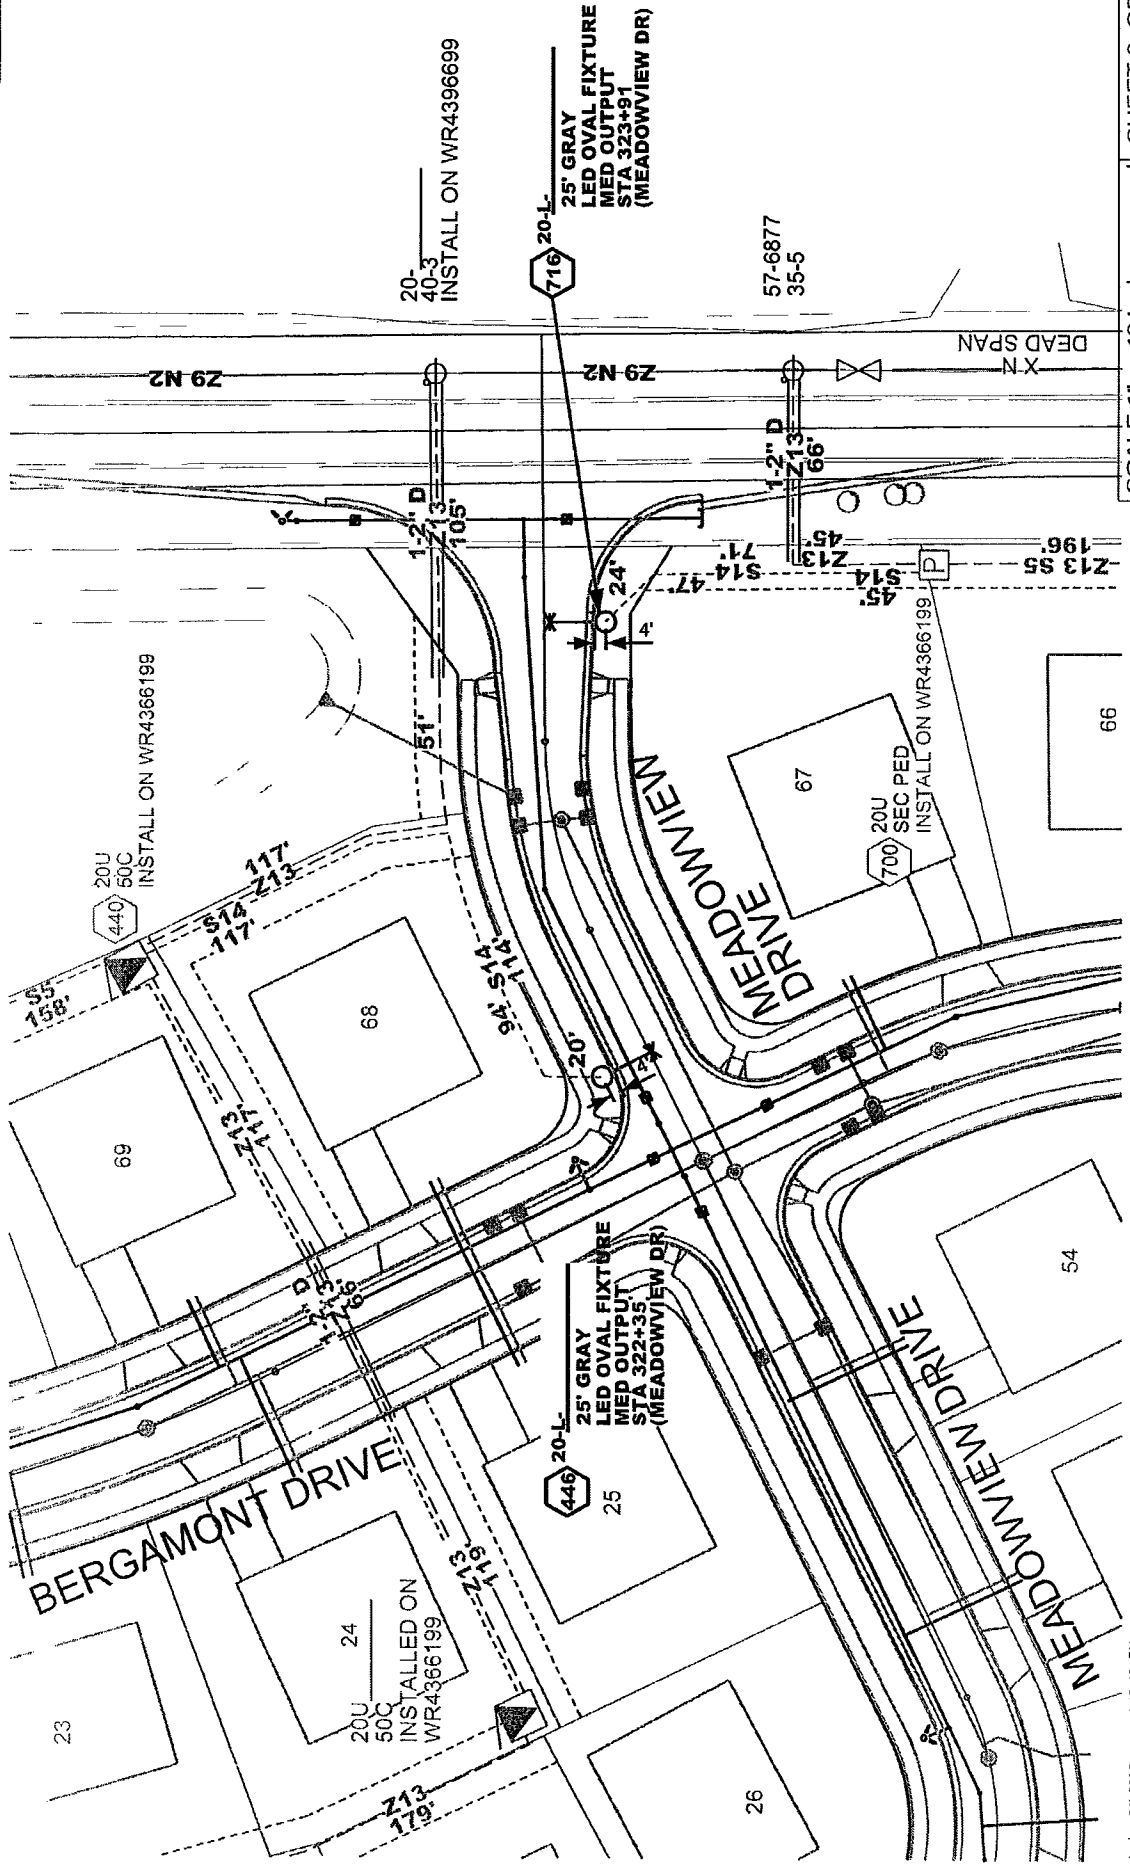 20-
40-3
INSTALL ON WR4396699
716
20-L-
25' GRAY
LED OVAL FIXTURE
MED OUTPUT
STA 323+91
(MEADOWVIEW DR)
57-6877
35-5
Z9 N2
Z9 N2
X N
DEAD SPAN
1-2" D
Z13
105'
1-2" D
Z13
66'
24'
4'
47'
S14
71'
Z13
45'
S14
45'
P
Z13 S5
196'
51'
440
20U
50C
INSTALL ON WR4366199
117'
Z13
S14
117'
S5
158'
94' S14
114'
20'
68
69
Z13
117'
MEADOWVIEW
DRIVE
67
66
700
20U
SEC PED
INSTALL ON WR4366199
1-2" D
Z13
66'
446
20-L-
25' GRAY
LED OVAL FIXTURE
MED OUTPUT
STA 322+35
(MEADOWVIEW DR)
25
54
BERGAMONT DRIVE
MEADOWVIEW DRIVE
MEADOWVIEW DRIVE
Z13
119'
24
20U
50C
INSTALLED ON
WR4366199
23
Z13
179'
26